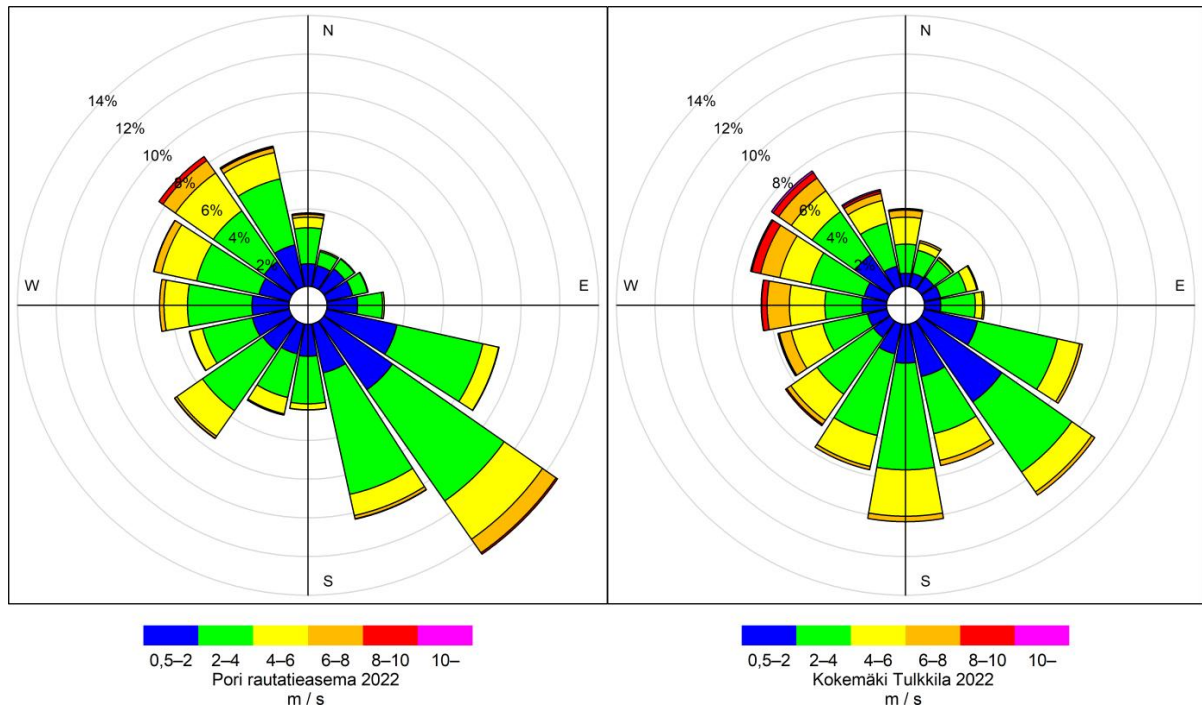 N
14%
12%
10%
8%
6%
4%
2%
W
E
S
0,5–2 2–4 4–6 6–8 8–10 10–
Pori rautatieasema 2022
m / s
N
14%
12%
10%
8%
6%
4%
2%
W
E
S
0,5–2 2–4 4–6 6–8 8–10 10–
Kokemäki Tulkkila 2022
m / s